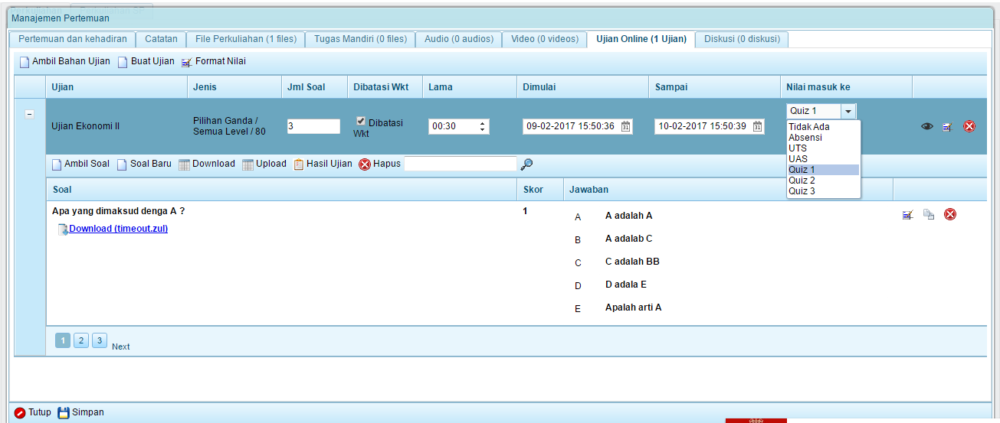 Perkuliahan Perkuliahan SP
Manajemen Pertemuan
Pertemuan dan kehadiran Catatan File Perkuliahan (1 files) Tugas Mandiri (0 files) Audio (0 audios) Video (0 videos) Ujian Online (1 Ujian) Diskusi (0 diskusi)
Ambil Bahan Ujian Buat Ujian Format Nilai
Ujian Jenis Jml Soal Dibatasi Wkt Lama Dimulai Sampai Nilai masuk ke
Ujian Ekonomi II
Pilihan Ganda /
Semua Level / 80
3
Dibatasi
Wkt
00:30
09-02-2017 15:50:36
10-02-2017 15:50:39
Quiz 1
Tidak Ada
Absensi
UTS
UAS
Quiz 1
Quiz 2
Quiz 3
Ambil Soal Soal Baru Download Upload Hasil Ujian Hapus
Soal Skor Jawaban
Apa yang dimaksud denga A ? 1
Download (timeout.zul)
A A adalah A
B A adalab C
C C adalah BB
D D adala E
E Apalah arti A
1 2 3 Next
Tutup Simpan